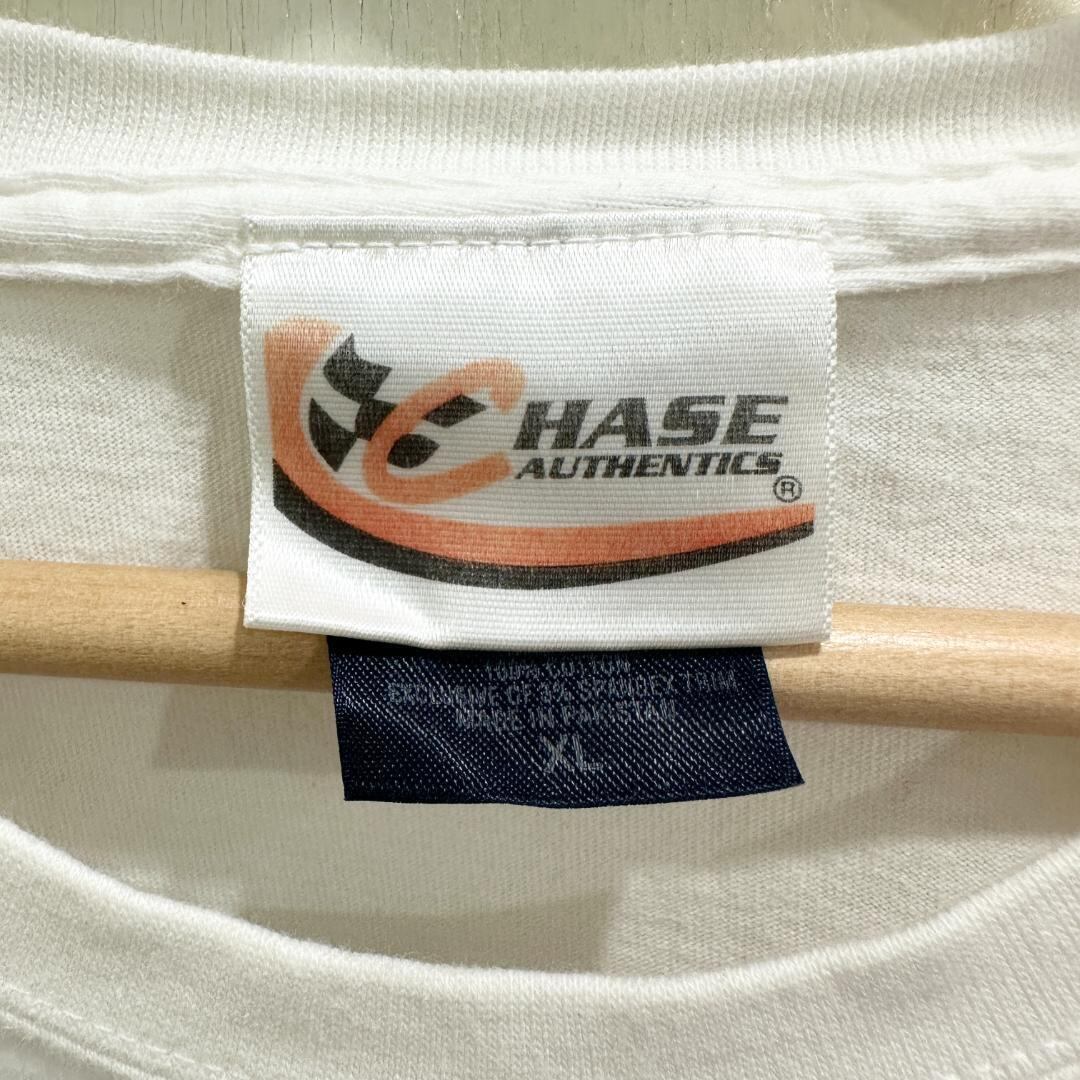 CHASE
AUTHENTICS®
100% COTTON
EXCLUSIVE OF 3% SPANDEX TRIM
MADE IN PAKISTAN
XL